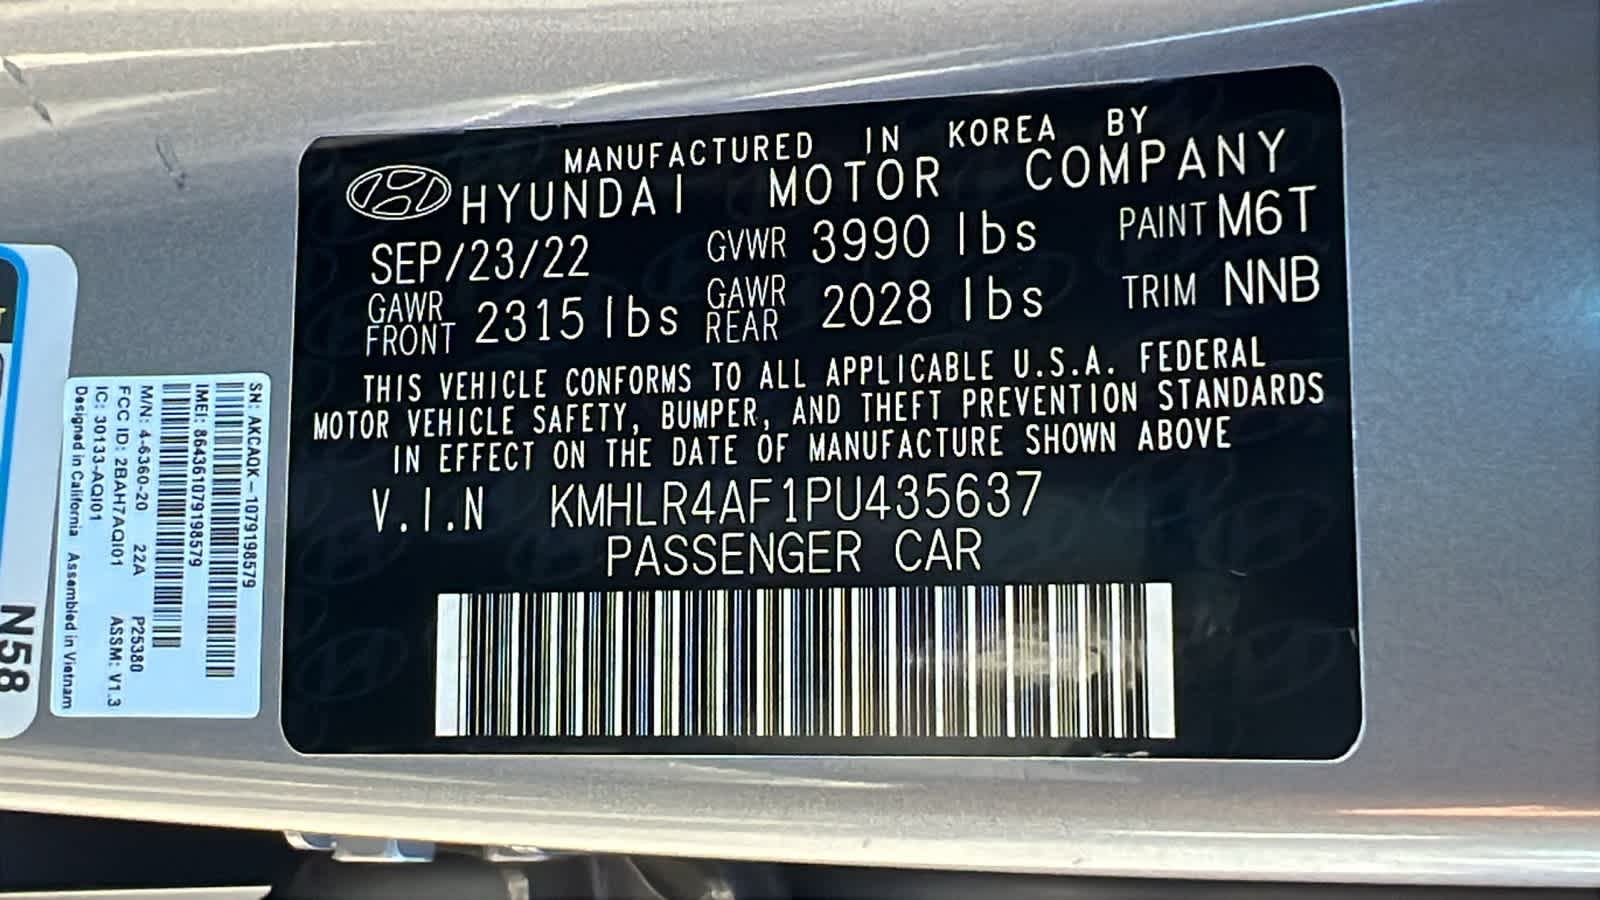 MANUFACTURED IN KOREA BY
HYUNDAI MOTOR COMPANY
SEP/23/22 GVWR 3990 lbs PAINT M6T
GAWR FRONT 2315 lbs GAWR REAR 2028 lbs TRIM NNB
THIS VEHICLE CONFORMS TO ALL APPLICABLE U.S.A. FEDERAL
MOTOR VEHICLE SAFETY, BUMPER, AND THEFT PREVENTION STANDARDS
IN EFFECT ON THE DATE OF MANUFACTURE SHOWN ABOVE
V.I.N KMHLR4AF1PU435637
PASSENGER CAR
SN: AKCAQK-1079198579
IMEI: 864361079198579
M/N: 4-6360-20 22A P25380
FCC ID: 2BAH7AQI01 ASSM: V1.3
IC: 30133-AQI01
Designed in California Assembled in Vietnam
N58